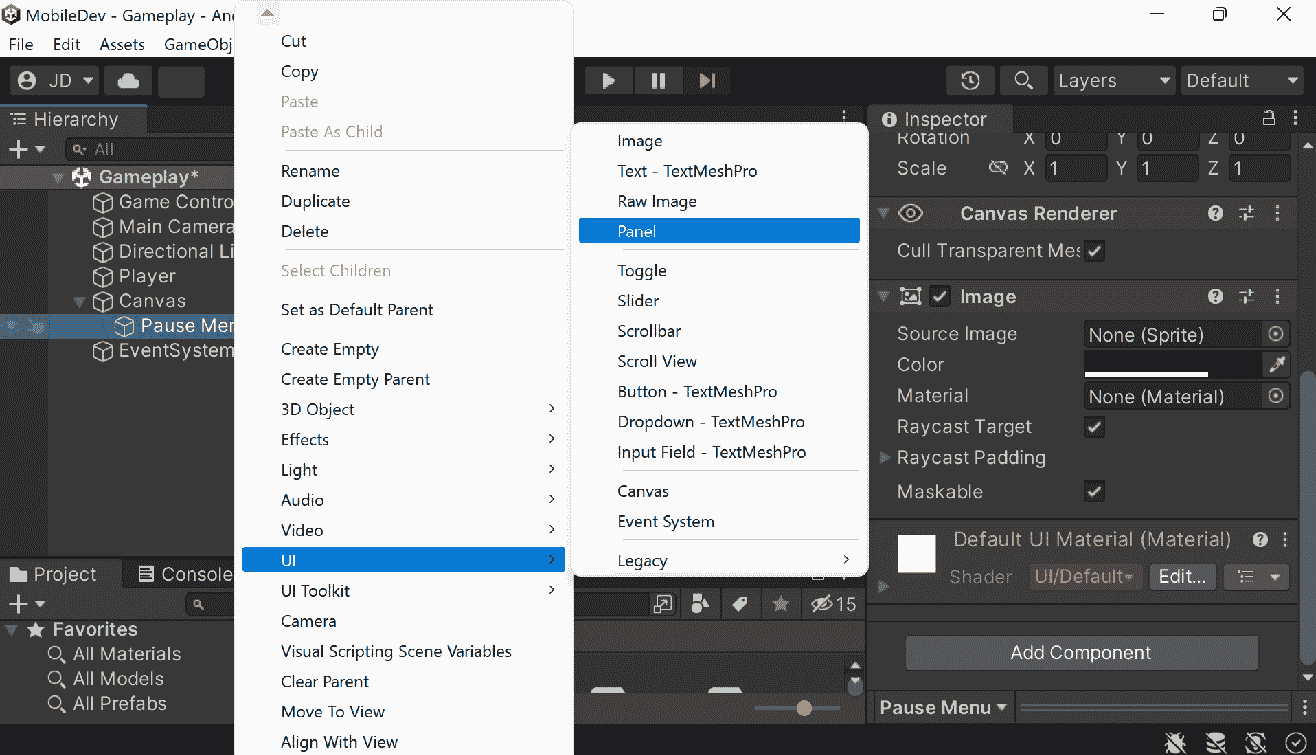 MobileDev - Gameplay - An
File Edit Assets GameObj
JD
Layers
Default
Hierarchy
All
Gameplay*
Game Contro
Main Camera
Directional Li
Player
Canvas
Pause Men
EventSystem
Project
Console
Favorites
All Materials
All Models
All Prefabs
Cut
Copy
Paste
Paste As Child
Rename
Duplicate
Delete
Select Children
Set as Default Parent
Create Empty
Create Empty Parent
3D Object
Effects
Light
Audio
Video
UI
UI Toolkit
Camera
Visual Scripting Scene Variables
Clear Parent
Move To View
Align With View
Image
Text - TextMeshPro
Raw Image
Panel
Toggle
Slider
Scrollbar
Scroll View
Button - TextMeshPro
Dropdown - TextMeshPro
Input Field - TextMeshPro
Canvas
Event System
Legacy
15
Inspector
Rotation X 0 Y 0 Z 0
Scale X 1 Y 1 Z 1
Canvas Renderer
Cull Transparent Mes
Image
Source Image None (Sprite)
Color
Material None (Material)
Raycast Target
Raycast Padding
Maskable
Default UI Material (Material)
Shader UI/Default Edit...
Add Component
Pause Menu